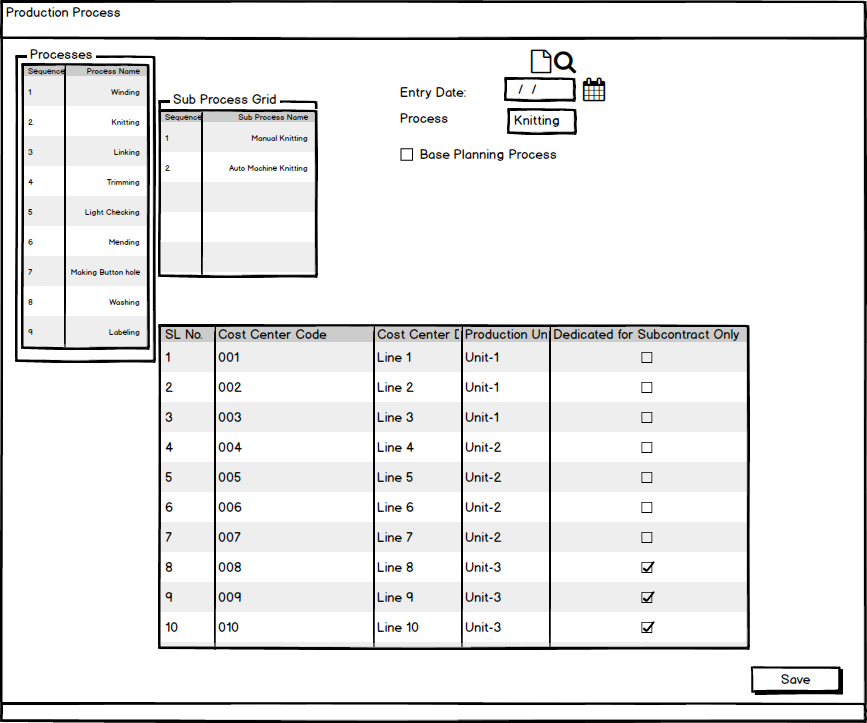 Production Process
Processes
Sequence Process Name
1 Winding
2 Knitting
3 Linking
4 Trimming
5 Light Checking
6 Mending
7 Making Button hole
8 Washing
9 Labeling
Sub Process Grid
Sequence Sub Process Name
1 Manual Knitting
2 Auto Machine Knitting
Entry Date: / /
Process Knitting
Base Planning Process
SL No. Cost Center Code Cost Center D Production Uni Dedicated for Subcontract Only
1 001 Line 1 Unit-1
2 002 Line 2 Unit-1
3 003 Line 3 Unit-1
4 004 Line 4 Unit-2
5 005 Line 5 Unit-2
6 006 Line 6 Unit-2
7 007 Line 7 Unit-2
8 008 Line 8 Unit-3
9 009 Line 9 Unit-3
10 010 Line 10 Unit-3
Save